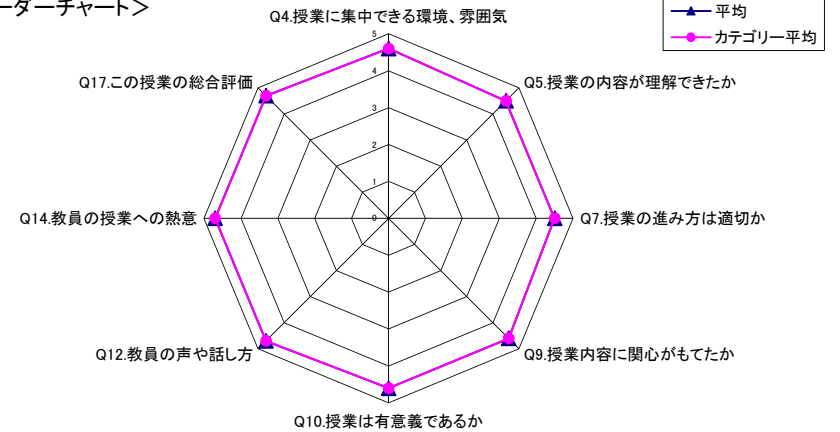 ーダーチャート＞
平均
カテゴリー平均
Q4.授業に集中できる環境、雰囲気
Q17.この授業の総合評価
Q5.授業の内容が理解できたか
Q14.教員の授業への熱意
Q7.授業の進み方は適切か
Q12.教員の声や話し方
Q9.授業内容に関心がもてたか
Q10.授業は有意義であるか
5
4
3
2
1
0